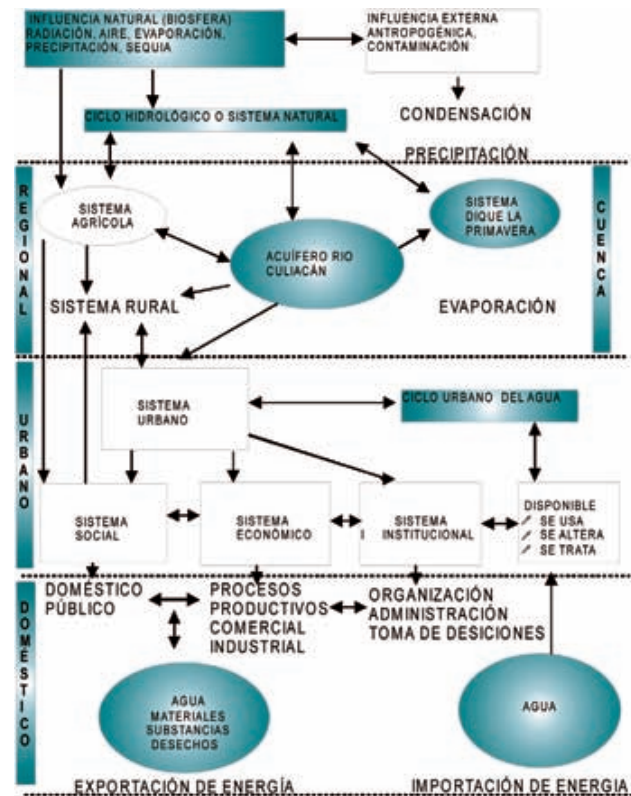 INFLUENCIA NATURAL (BIOSFERA)
RADIACIÓN, AIRE, EVAPORACIÓN,
PRECIPITACIÓN, SEQUIA
INFLUÉNCIA EXTERNA
ANTROPOGÉNICA,
CONTAMINACIÓN
CICLO HIDROLÓGICO O SISTEMA NATURAL
CONDENSACIÓN
PRECIPITACIÓN
REGIONAL
SISTEMA
AGRÍCOLA
ACUÍFERO RIO
CULIACÁN
SISTEMA
DIQUE LA
PRIMAVERA
CUENCA
SISTEMA RURAL
EVAPORACIÓN
URBANO
SISTEMA
URBANO
CICLO URBANO DEL AGUA
SISTEMA
SOCIAL
SISTEMA
ECONÓMICO
SISTEMA
INSTITUCIONAL
DISPONIBLE
SE USA
SE ALTERA
SE TRATA
DOMÉSTICO
DOMÉSTICO
PÚBLICO
PROCESOS
PRODUCTIVOS
COMERCIAL
INDUSTRIAL
ORGANIZACIÓN
ADMINISTRACIÓN
TOMA DE DESICIONES
AGUA
MATERIALES
SUBSTANCIAS
DESECHOS
AGUA
EXPORTACIÓN DE ENERGÍA
IMPORTACIÓN DE ENERGIA